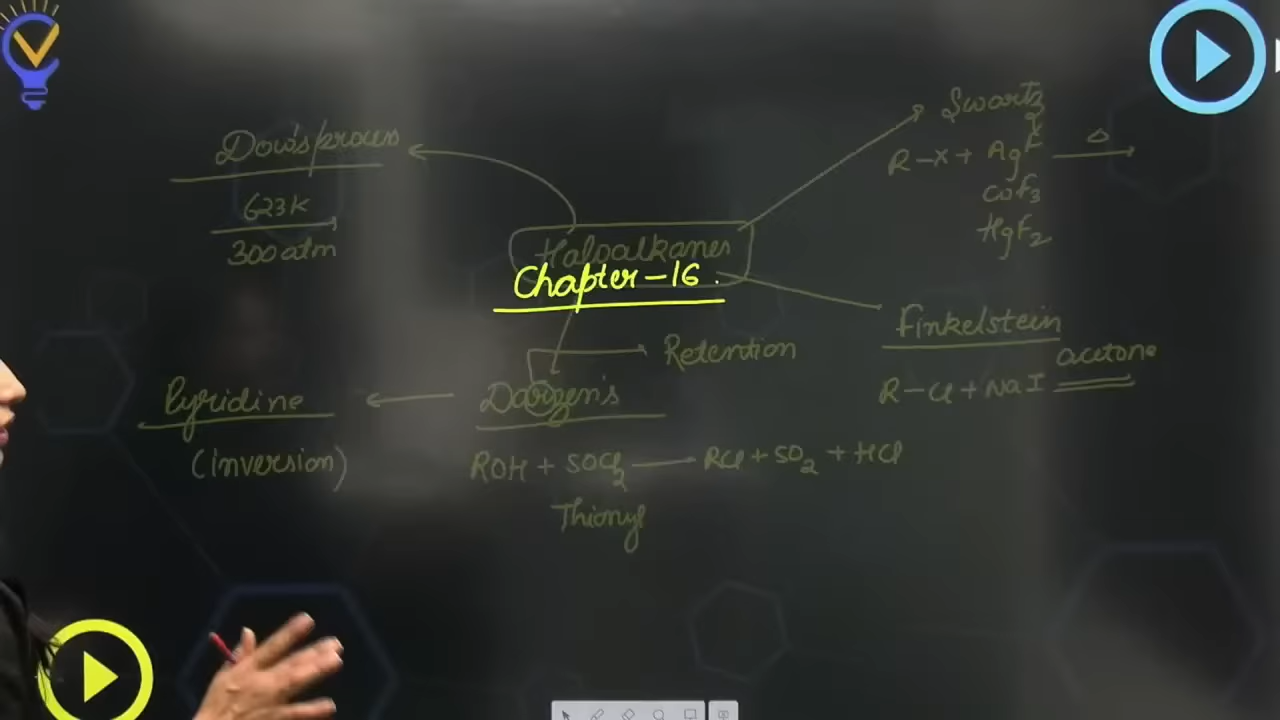 Dow's process
623K
300 atm
Swartz
R-X + AgF Δ
CoF3
HgF2
Haloalkanes
Chapter-16.
Finkelstein
acetone
R-Cl + NaI
Retention
Pyridine
(inversion)
Darzen's
ROH + SOCl2 → RCl + SO2 + HCl
Thionyl